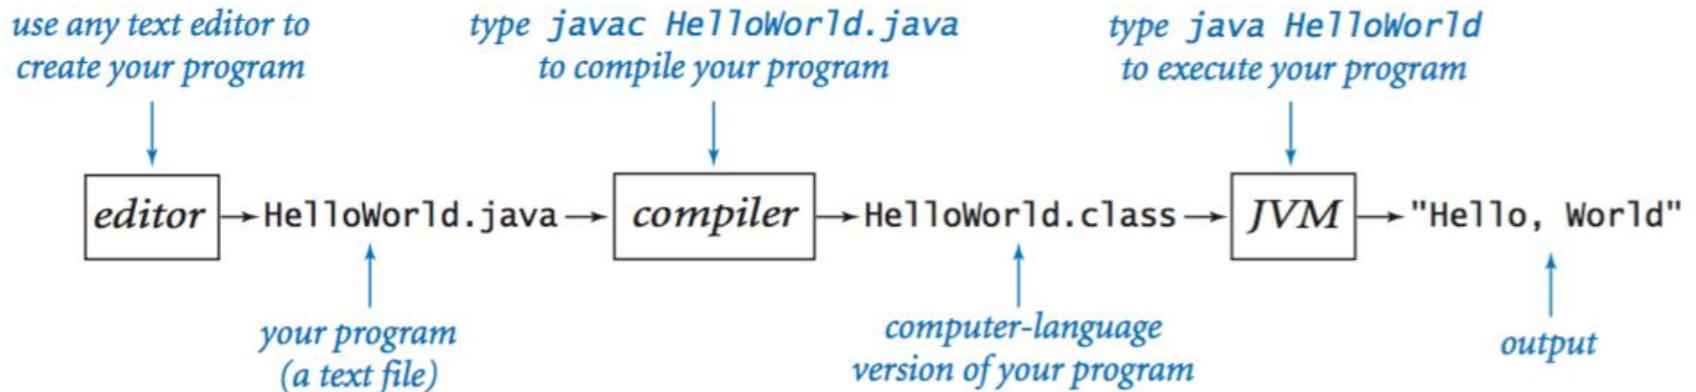 use any text editor to
create your program
type javac HelloWorld.java
to compile your program
type java HelloWorld
to execute your program
editor
HelloWorld.java
compiler
HelloWorld.class
JVM
"Hello, World"
your program
(a text file)
computer-language
version of your program
output